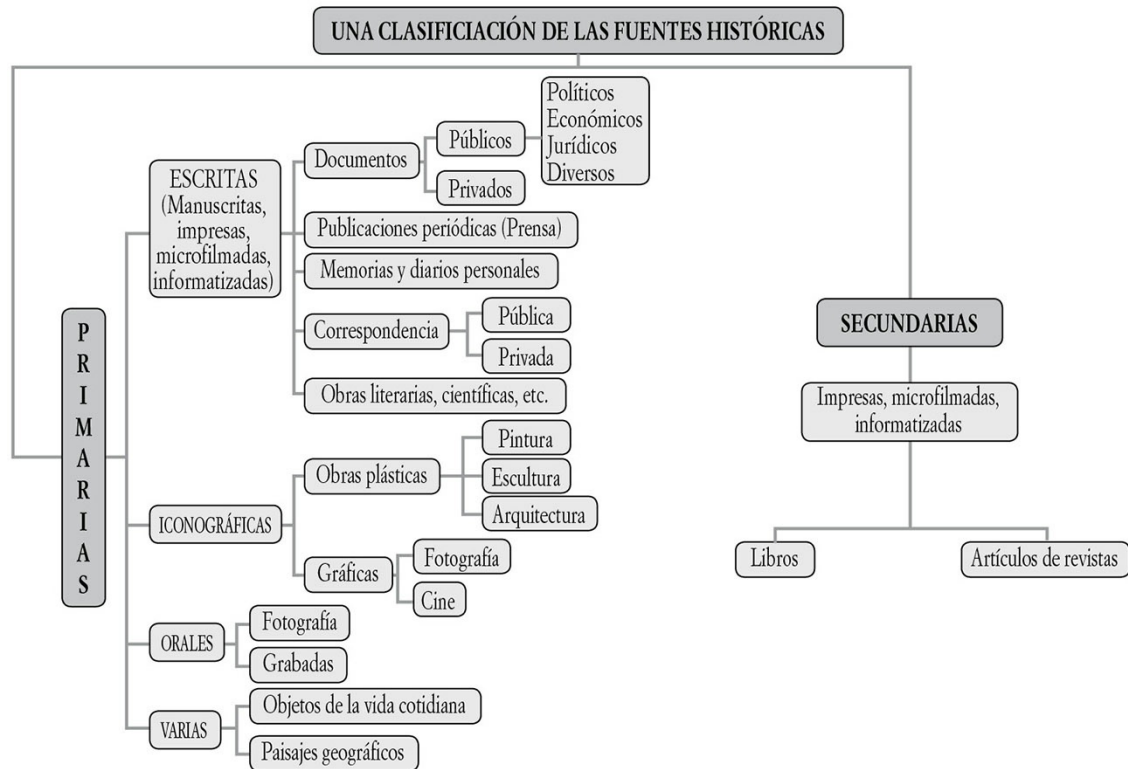 UNA CLASIFICIACIÓN DE LAS FUENTES HISTÓRICAS
PRIMARIAS
ESCRITAS
(Manuscritas,
impresas,
microfilmadas,
informatizadas)
Documentos
Públicos
Políticos
Económicos
Jurídicos
Diversos
Privados
Publicaciones periódicas (Prensa)
Memorias y diarios personales
Correspondencia
Pública
Privada
Obras literarias, científicas, etc.
ICONOGRÁFICAS
Obras plásticas
Pintura
Escultura
Arquitectura
Gráficas
Fotografía
Cine
ORALES
Fotografía
Grabadas
VARIAS
Objetos de la vida cotidiana
Paisajes geográficos
SECUNDARIAS
Impresas, microfilmadas,
informatizadas
Libros
Artículos de revistas